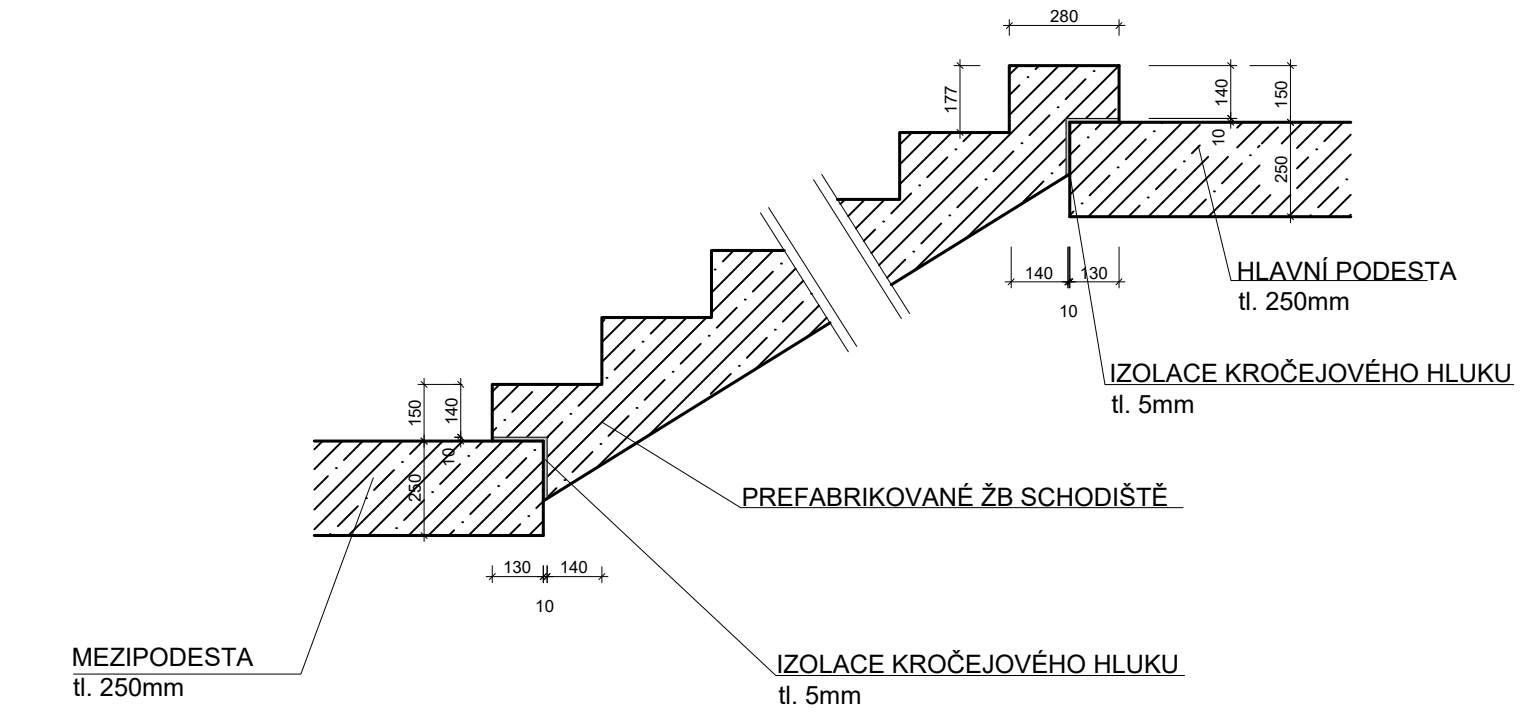 280
177
140
150
10
250
140
130
10
HLAVNÍ PODESTA
tl. 250mm
IZOLACE KROČEJOVÉHO HLUKU
tl. 5mm
150
140
10
250
PREFABRIKOVANÉ ŽB SCHODIŠTĚ
130
140
10
MEZIPODESTA
tl. 250mm
IZOLACE KROČEJOVÉHO HLUKU
tl. 5mm